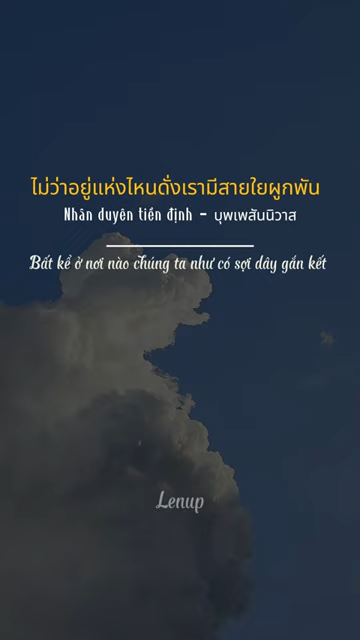 ไม่ว่าอยู่แห่งไหนดั่งเรามีสายใยผูกพัน
Nhân duyên tiền định - บุพเพสันนิวาส
Bất kể ở nơi nào chúng ta như có sợi dây gắn kết
Lenup